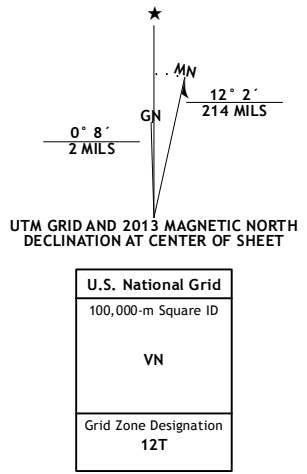 ★
MN
GN
12° 2´
214 MILS
0° 8´
2 MILS
UTM GRID AND 2013 MAGNETIC NORTH
DECLINATION AT CENTER OF SHEET
U.S. National Grid
100,000-m Square ID
VN
Grid Zone Designation
12T